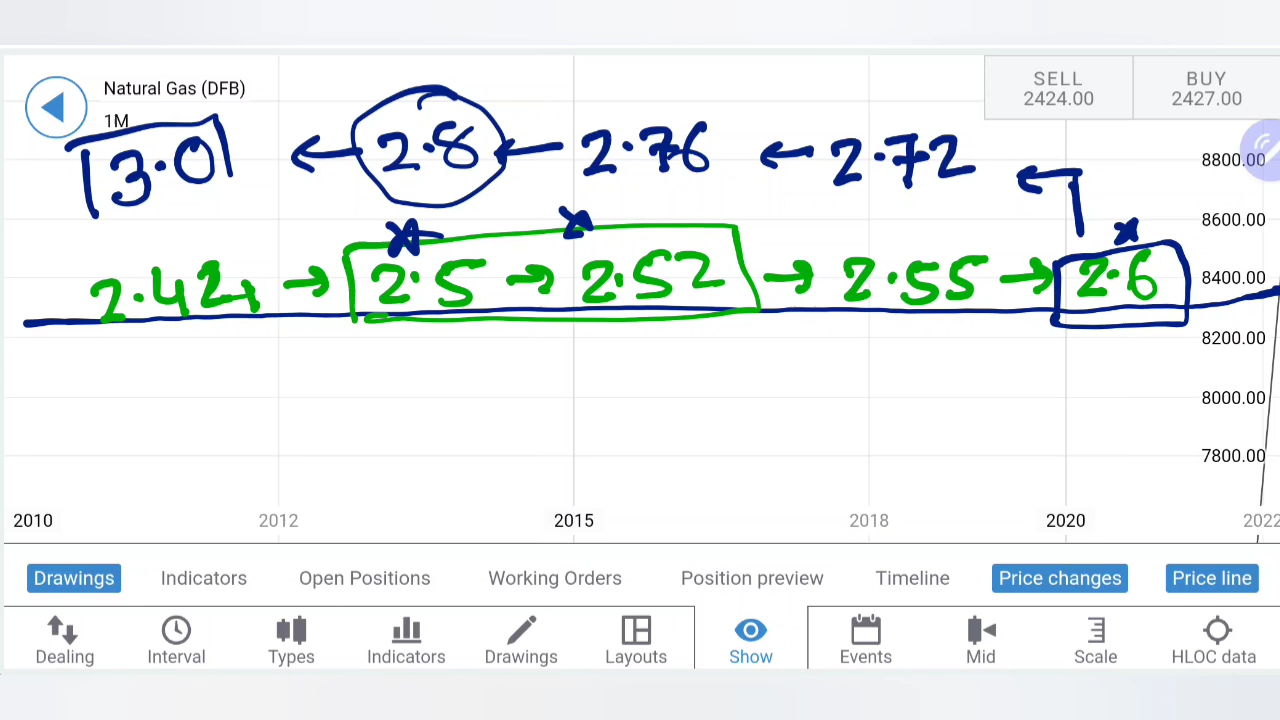 Natural Gas (DFB)
1M
SELL
2424.00
BUY
2427.00
3.0 ← 2.8 ← 2.76 ← 2.72
8800.00
8600.00
2.42 → 2.5 → 2.52 → 2.55 → 2.6
8400.00
8200.00
8000.00
7800.00
2010 2012 2015 2018 2020 2022
Drawings Indicators Open Positions Working Orders Position preview Timeline Price changes Price line
Dealing Interval Types Indicators Drawings Layouts Show Events Mid Scale HLOC data